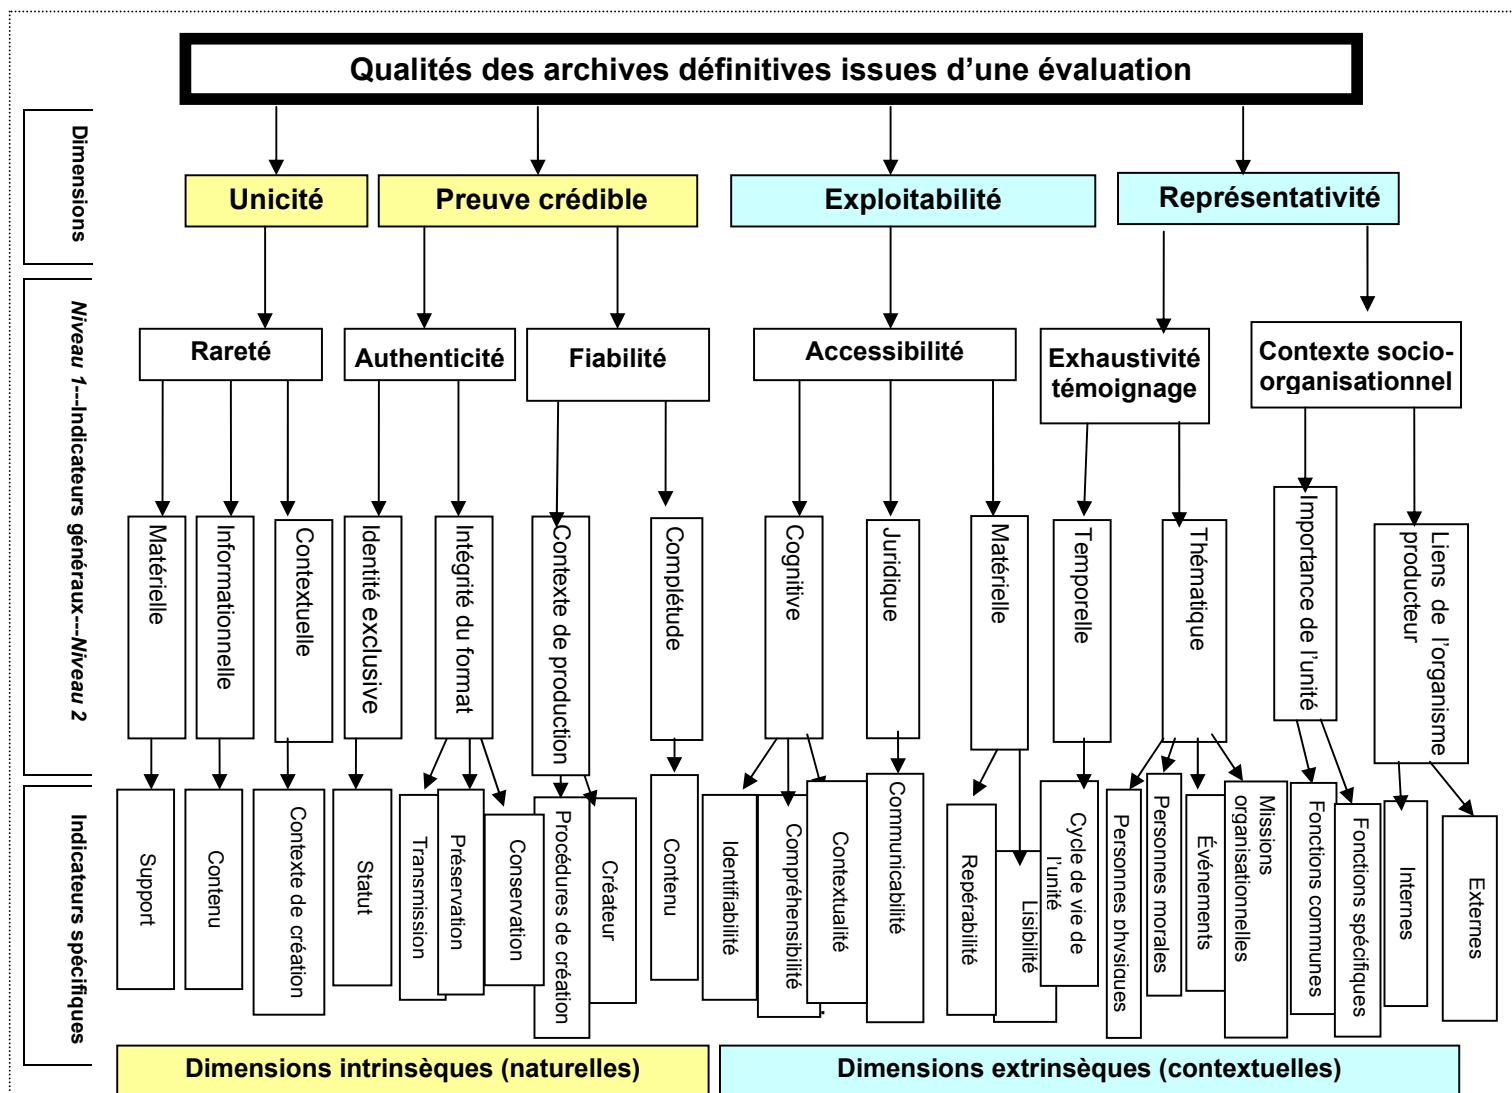 Qualités des archives définitives issues d’une évaluation
Dimensions
Unicité
Preuve crédible
Exploitabilité
Représentativité
Niveau 1---Indicateurs généraux---Niveau 2
Rareté
Authenticité
Fiabilité
Accessibilité
Exhaustivité
témoignage
Contexte socio-
organisationnel
Matérielle
Informationnelle
Contextuelle
Identité exclusive
Intégrité du format
Contexte de production
Complétude
Cognitive
Juridique
Matérielle
Temporelle
Thématique
Importance de l’unité
Liens de l’organisme
producteur
Indicateurs spécifiques
Support
Contenu
Contexte de création
Statut
Transmission
Préservation
Conservation
Procédures de création
Créateur
Contenu
Identifiabilité
Compréhensibilité
Contextualité
Communicabilité
Repérabilité
Lisibilité
Cycle de vie de
l’unité
Personnes physiques
Personnes morales
Événements
Missions
organisationnelles
Fonctions communes
Fonctions spécifiques
Internes
Externes
Dimensions intrinsèques (naturelles)
Dimensions extrinsèques (contextuelles)